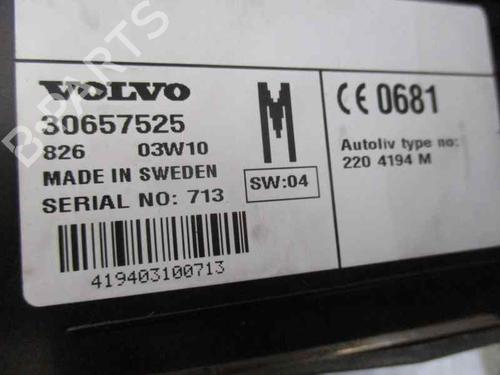 VOLVO
30657525
826 03W10
MADE IN SWEDEN
SERIAL NO: 713
M
SW:04
419403100713
CE 0681
Autoliv type no:
220 4194 M
B-PARTS